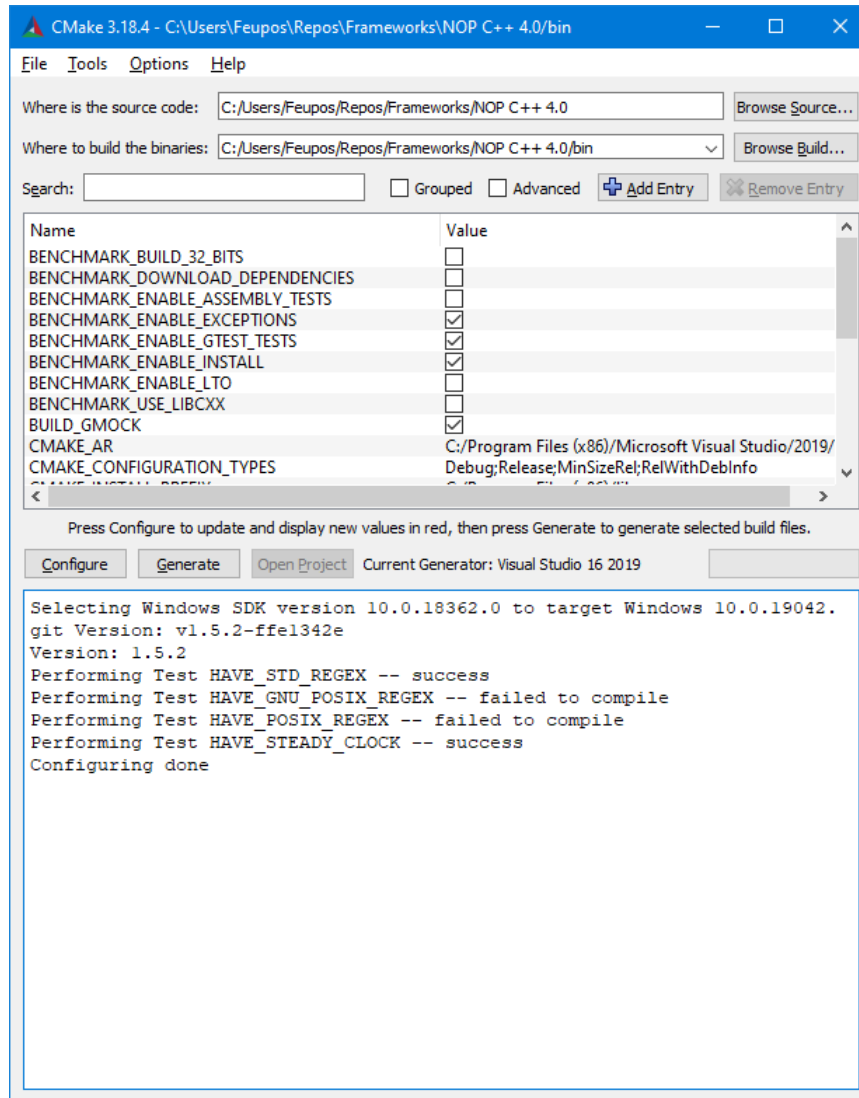 CMake 3.18.4 - C:\Users\Feupos\Repos\Frameworks\NOP C++ 4.0/bin
File Tools Options Help
Where is the source code: C:/Users/Feupos/Repos/Frameworks/NOP C++ 4.0 Browse Source...
Where to build the binaries: C:/Users/Feupos/Repos/Frameworks/NOP C++ 4.0/bin Browse Build...
Search: Grouped Advanced Add Entry Remove Entry
Name Value
BENCHMARK_BUILD_32_BITS
BENCHMARK_DOWNLOAD_DEPENDENCIES
BENCHMARK_ENABLE_ASSEMBLY_TESTS
BENCHMARK_ENABLE_EXCEPTIONS
BENCHMARK_ENABLE_GTEST_TESTS
BENCHMARK_ENABLE_INSTALL
BENCHMARK_ENABLE_LTO
BENCHMARK_USE_LIBCXX
BUILD_GMOCK
CMAKE_AR C:/Program Files (x86)/Microsoft Visual Studio/2019/
CMAKE_CONFIGURATION_TYPES Debug;Release;MinSizeRel;RelWithDebInfo
Press Configure to update and display new values in red, then press Generate to generate selected build files.
Configure Generate Open Project Current Generator: Visual Studio 16 2019
Selecting Windows SDK version 10.0.18362.0 to target Windows 10.0.19042.
git Version: v1.5.2-ffe1342e
Version: 1.5.2
Performing Test HAVE_STD_REGEX -- success
Performing Test HAVE_GNU_POSIX_REGEX -- failed to compile
Performing Test HAVE_POSIX_REGEX -- failed to compile
Performing Test HAVE_STEADY_CLOCK -- success
Configuring done